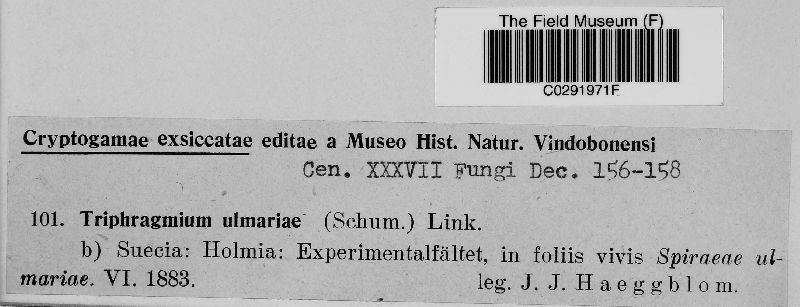 The Field Museum (F)
C0291971F
Cryptogamae exsiccatae editae a Museo Hist. Natur. Vindobonensi
Cen. XXXVII Fungi Dec. 156-158
101. Triphragmium ulmariae (Schum.) Link.
b) Suecia: Holmia: Experimentalfältet, in foliis vivis Spiraeae ul-
mariae. VI. 1883. leg. J. J. Haeggblom.